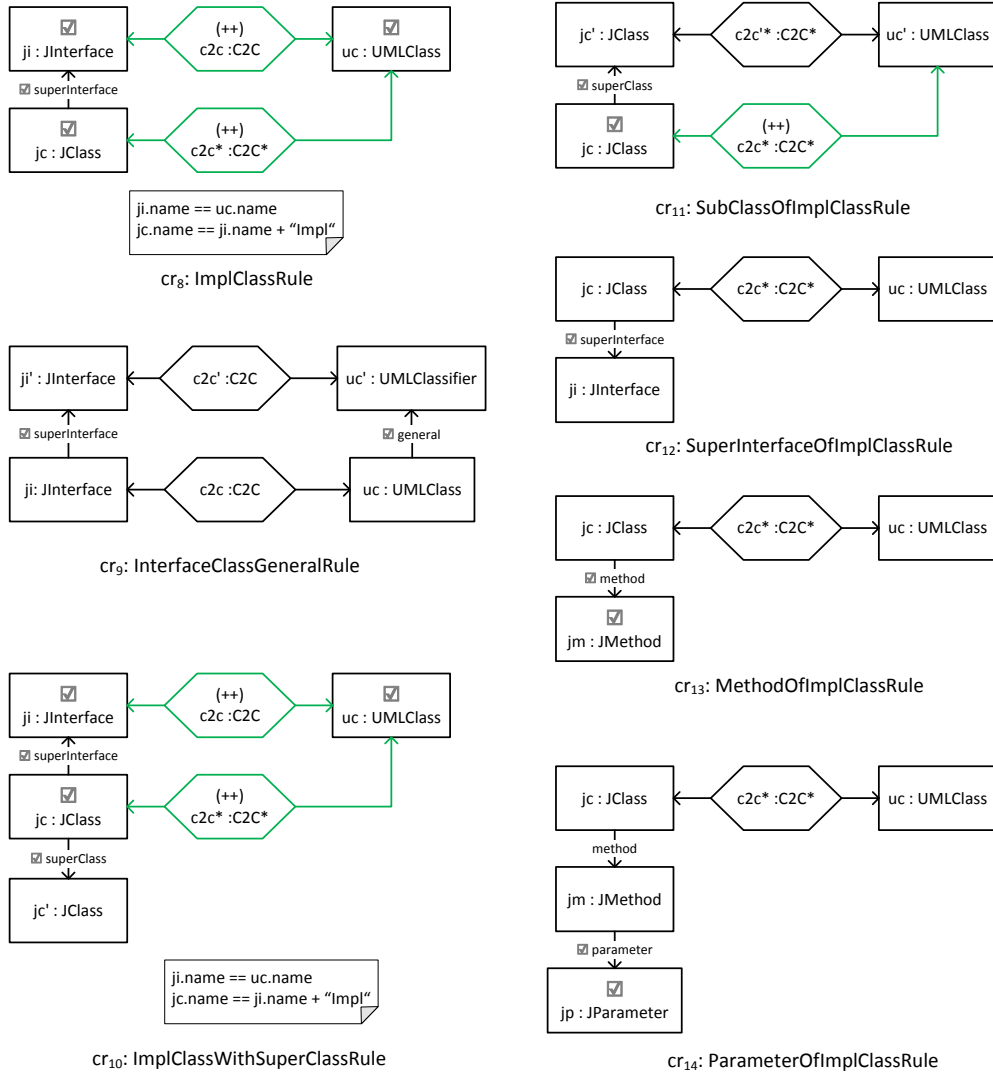 ji : JInterface
(++)
c2c :C2C
uc : UMLClass
superInterface
jc : JClass
(++)
c2c* :C2C*
ji.name == uc.name
jc.name == ji.name + “Impl“
cr8: ImplClassRule
ji' : JInterface
c2c' :C2C
uc' : UMLClassifier
superInterface
general
ji: JInterface
c2c :C2C
uc : UMLClass
cr9: InterfaceClassGeneralRule
ji : JInterface
(++)
c2c :C2C
uc : UMLClass
superInterface
jc : JClass
(++)
c2c* :C2C*
superClass
jc' : JClass
ji.name == uc.name
jc.name == ji.name + “Impl“
cr10: ImplClassWithSuperClassRule
jc' : JClass
c2c'* :C2C*
uc' : UMLClass
superClass
jc : JClass
(++)
c2c* :C2C*
cr11: SubClassOfImplClassRule
jc : JClass
c2c* :C2C*
uc : UMLClass
superInterface
ji : JInterface
cr12: SuperInterfaceOfImplClassRule
jc : JClass
c2c* :C2C*
uc : UMLClass
method
jm : JMethod
cr13: MethodOfImplClassRule
jc : JClass
c2c* :C2C*
uc : UMLClass
method
jm : JMethod
parameter
jp : JParameter
cr14: ParameterOfImplClassRule